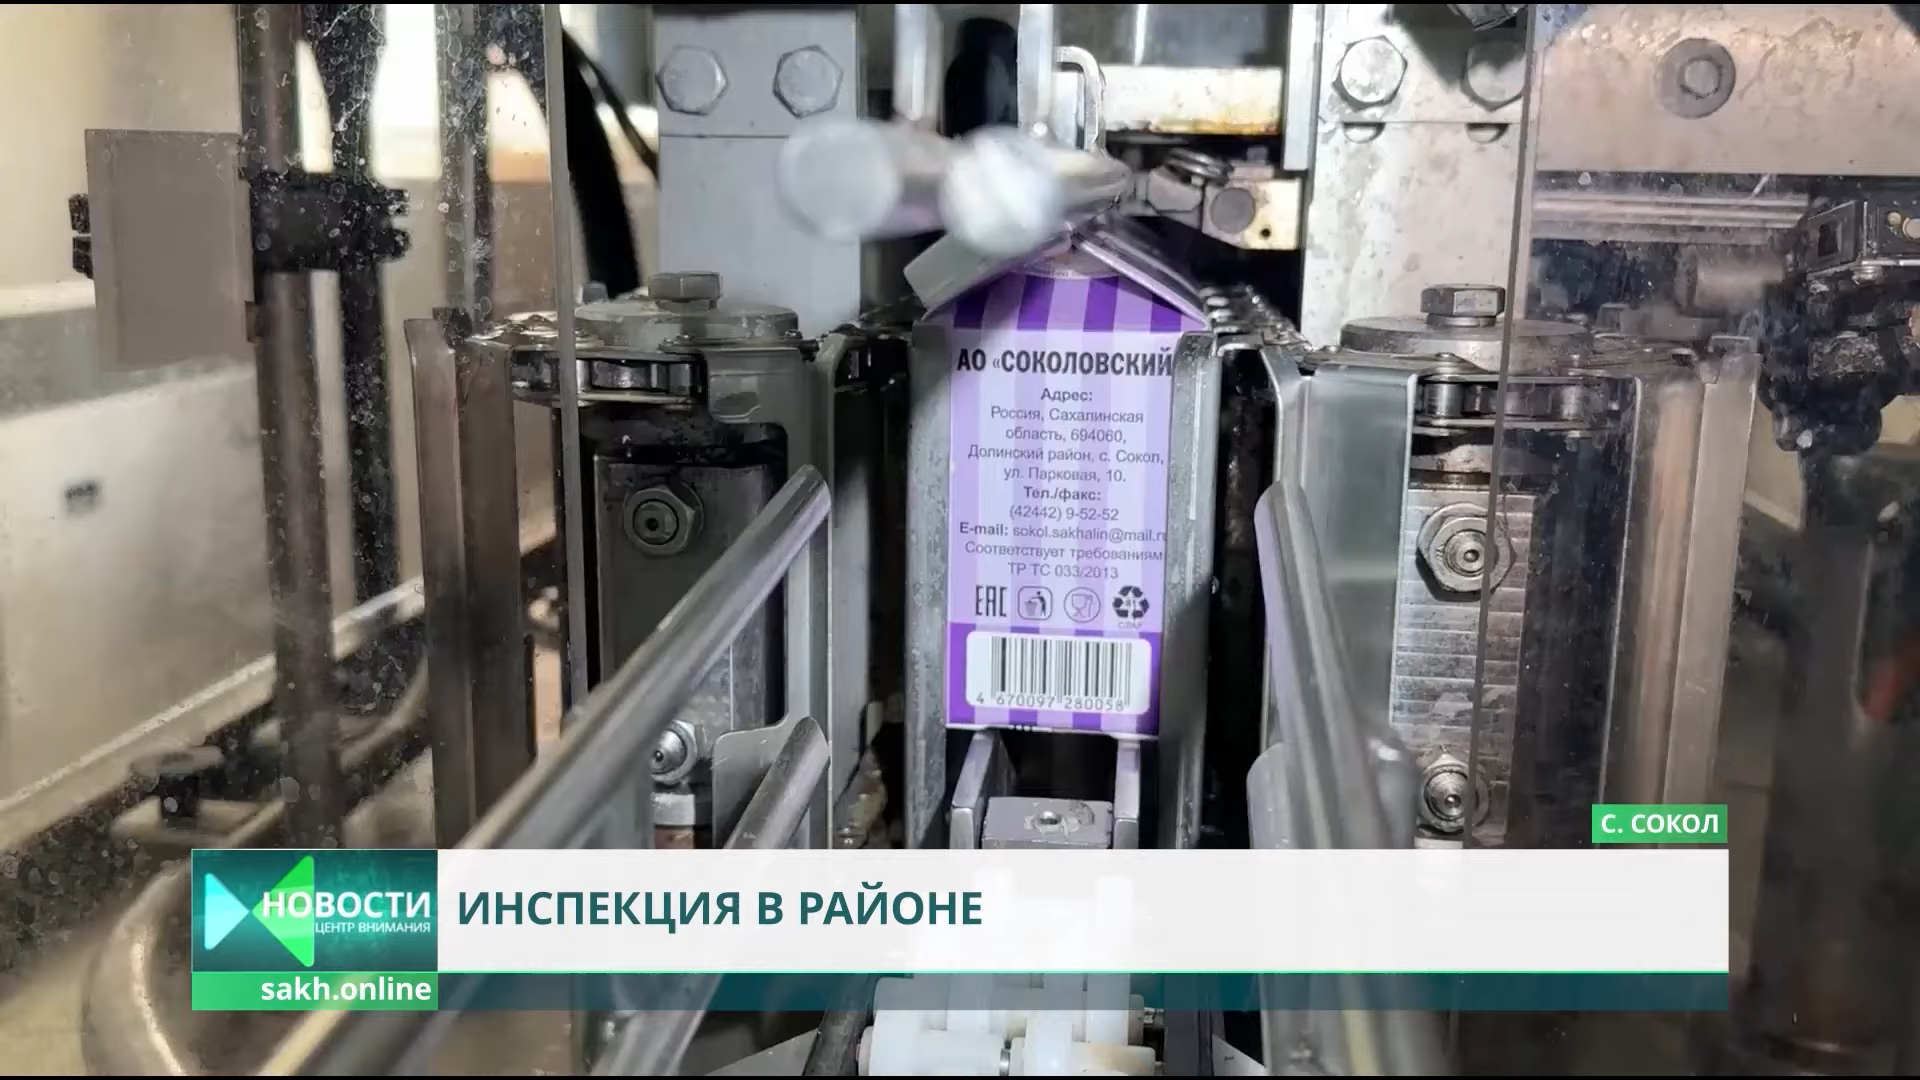 АО «СОКОЛОВСКИЙ
Адрес:
Россия, Сахалинская
область, 694060,
Долинский район, с. Сокол,
ул. Парковая, 10.
Тел./факс:
(42442) 9-52-52
E-mail: sokol.sakhalin@mail.ru
Соответствует требованиям
ТР ТС 033/2013
EAC
4 670097 280058
С. СОКОЛ
НОВОСТИ
ЦЕНТР ВНИМАНИЯ
ИНСПЕКЦИЯ В РАЙОНЕ
sakh.online